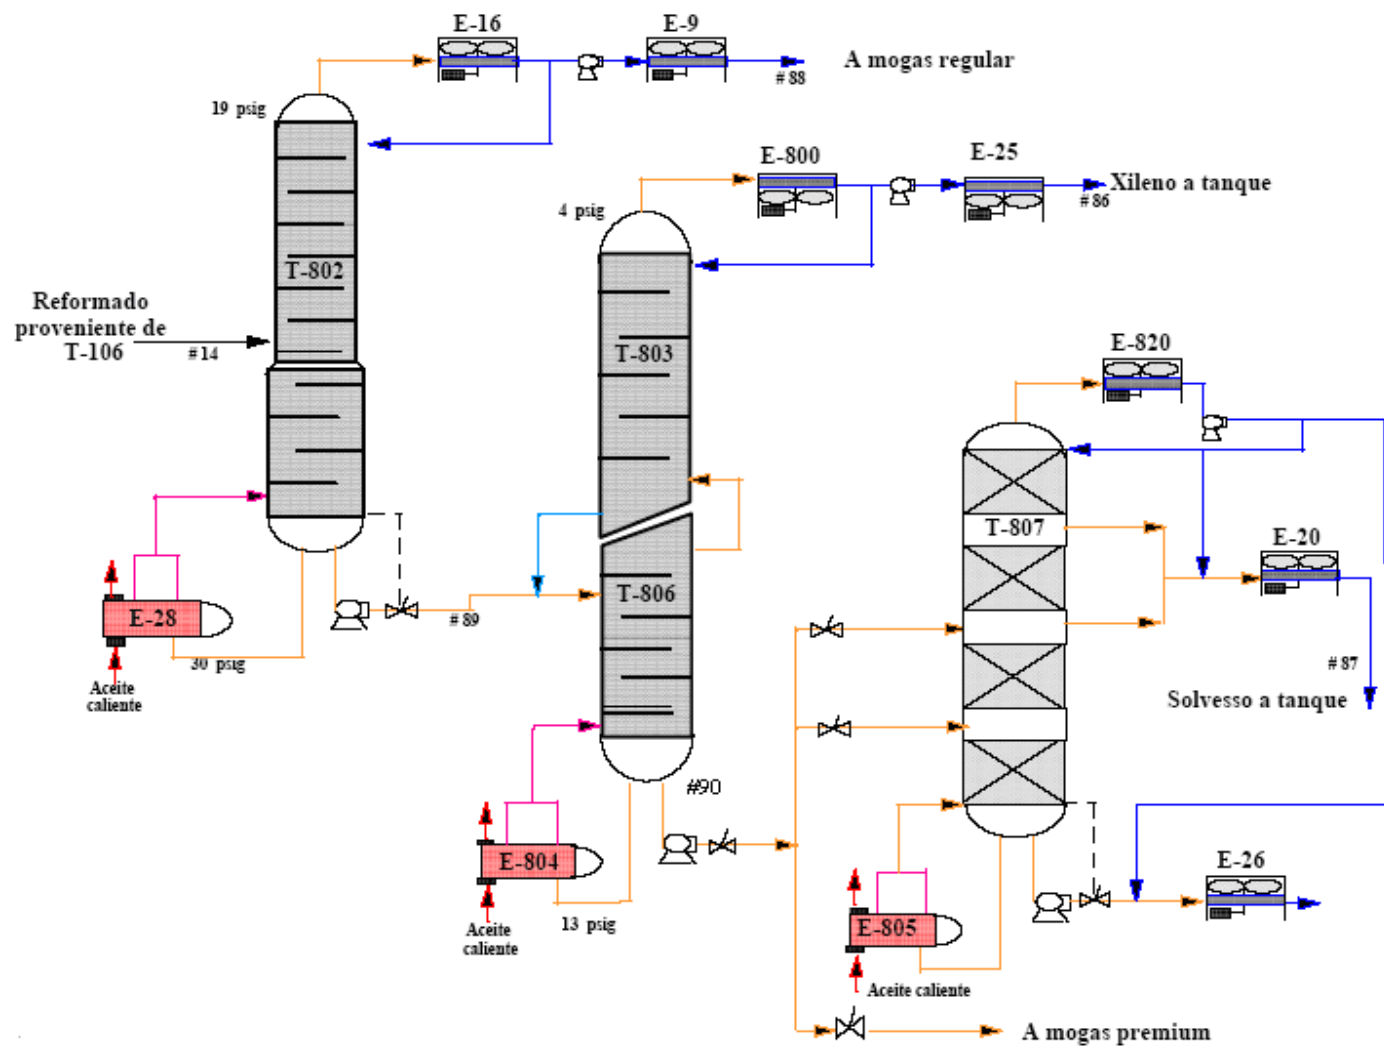 E-16
E-9
# 88
A mogas regular
19 psig
E-800
E-25
Xileno a tanque
#86
4 psig
T-802
Reformado
proveniente de
T-106
#14
T-803
E-820
T-807
E-20
T-806
E-28
# 89
30 psig
Aceite
caliente
# 87
Solvesso a tanque
#90
E-804
E-26
13 psig
Aceite
caliente
E-805
Aceite caliente
A mogas premium